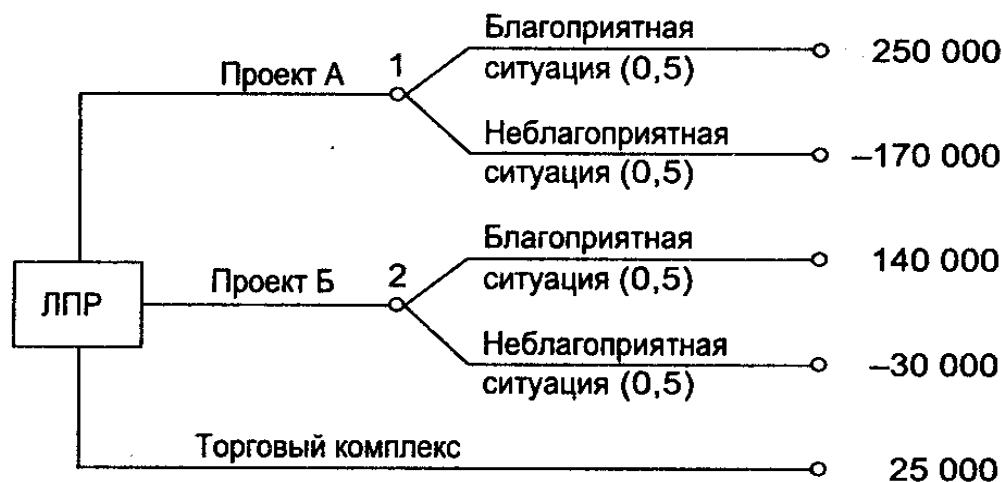 Благоприятная
250 000
Проект А 1
ситуация (0,5)
Неблагоприятная
–170 000
ситуация (0,5)
Благоприятная
140 000
Проект Б 2
ситуация (0,5)
ЛПР
Неблагоприятная
–30 000
ситуация (0,5)
Торговый комплекс
25 000